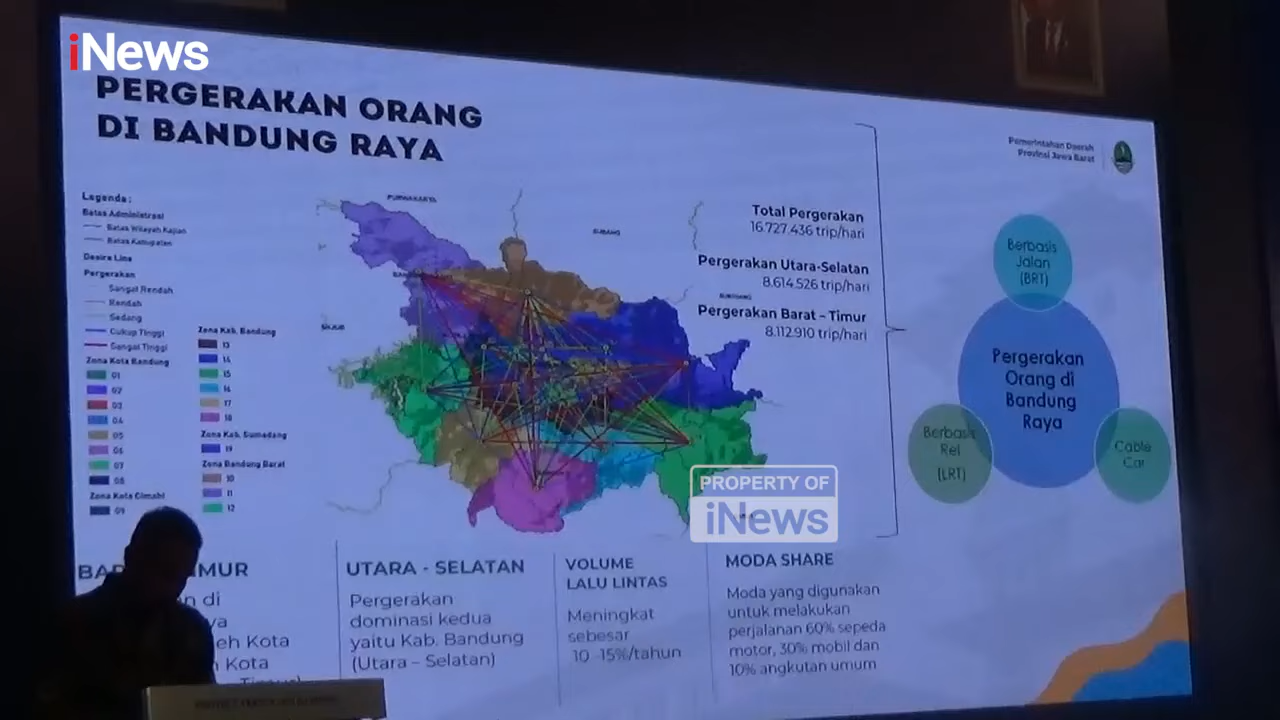 iNews
PERGERAKAN ORANG
DI BANDUNG RAYA
Pemerintahan Daerah
Provinsi Jawa Barat
Legenda :
Batas Administrasi
Batas Wilayah Kajian
Batas Kabupaten
Desire Line
Pergerakan
Sangat Rendah
Rendah
Sedang
Cukup Tinggi
Sangat Tinggi
Zona Kota Bandung
01
02
03
04
05
06
07
08
Zona Kota Cimahi
09
Zona Kab. Bandung
13
14
15
16
17
18
Zona Kab. Sumedang
19
Zona Bandung Barat
10
11
12
PURWAKARTA
SUBANG
Total Pergerakan
16.727.436 trip/hari
Pergerakan Utara-Selatan
8.614.526 trip/hari
Pergerakan Barat – Timur
8.112.910 trip/hari
Berbasis
Jalan
(BRT)
Pergerakan
Orang di
Bandung
Raya
Berbasis
Rel
(LRT)
Cable
Car
PROPERTY OF
iNews
UTARA - SELATAN
Pergerakan
dominasi kedua
yaitu Kab. Bandung
(Utara – Selatan)
VOLUME
LALU LINTAS
Meningkat
sebesar
10 -15%/tahun
MODA SHARE
Moda yang digunakan
untuk melakukan
perjalanan 60% sepeda
motor, 30% mobil dan
10% angkutan umum